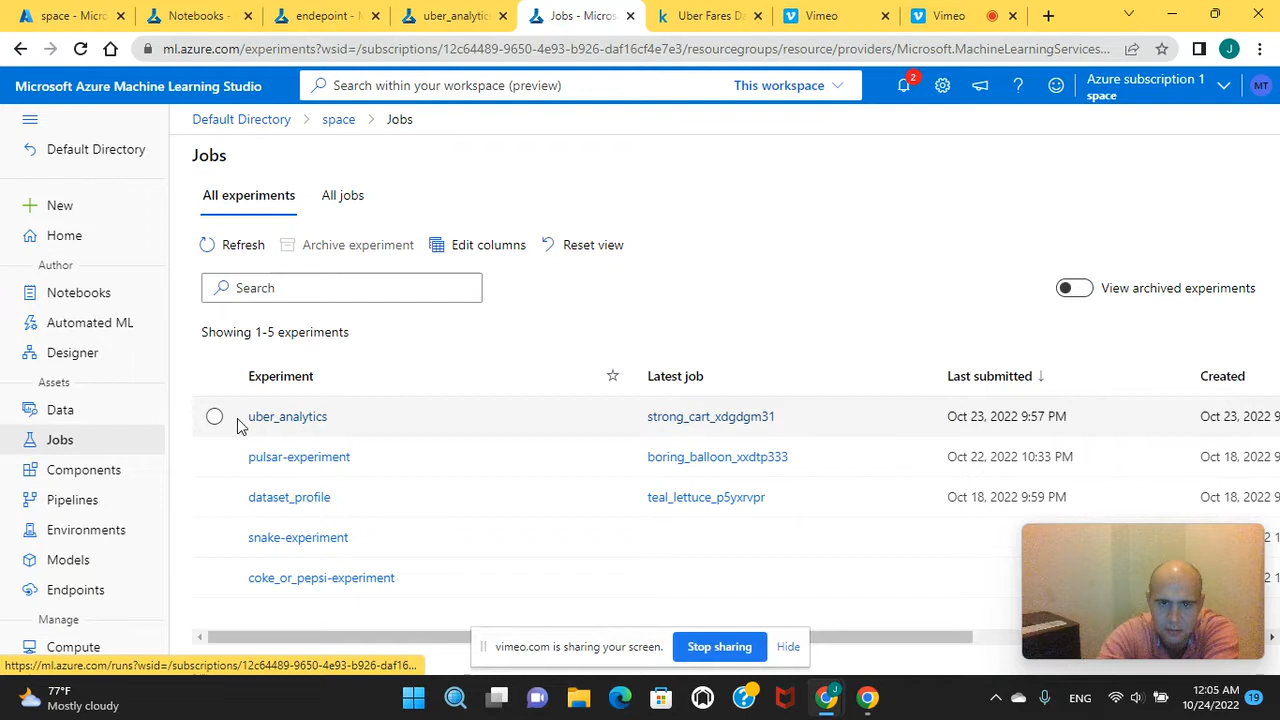 space - Micro
Notebooks -
endepoint - M
uber_analytic
Jobs - Micros
Uber Fares Da
Vimeo
Vimeo
ml.azure.com/experiments?wsid=/subscriptions/12c64489-9650-4e93-b926-daf16cf4e7e3/resourcegroups/resource/providers/Microsoft.MachineLearningServices...
J
Microsoft Azure Machine Learning Studio
Search within your workspace (preview)
This workspace
2
Azure subscription 1
space
MT
Default Directory
space
Jobs
Default Directory
Jobs
All experiments
All jobs
New
Home
Refresh
Archive experiment
Edit columns
Reset view
Author
Notebooks
Automated ML
Designer
Search
View archived experiments
Showing 1-5 experiments
Assets
Data
Jobs
Components
Pipelines
Environments
Models
Endpoints
Manage
Compute
Experiment
Latest job
Last submitted
Created
uber_analytics
strong_cart_xdgdgm31
Oct 23, 2022 9:57 PM
Oct 23, 2022 9
pulsar-experiment
boring_balloon_xxdtp333
Oct 22, 2022 10:33 PM
Oct 18, 2022 9
dataset_profile
teal_lettuce_p5yxrvpr
Oct 18, 2022 9:59 PM
Oct 18, 2022 9
snake-experiment
coke_or_pepsi-experiment
vimeo.com is sharing your screen.
Stop sharing
Hide
https://ml.azure.com/runs?wsid=/subscriptions/12c64489-9650-4e93-b926-daf16...
77°F
Mostly cloudy
J
ENG
12:05 AM
10/24/2022
19